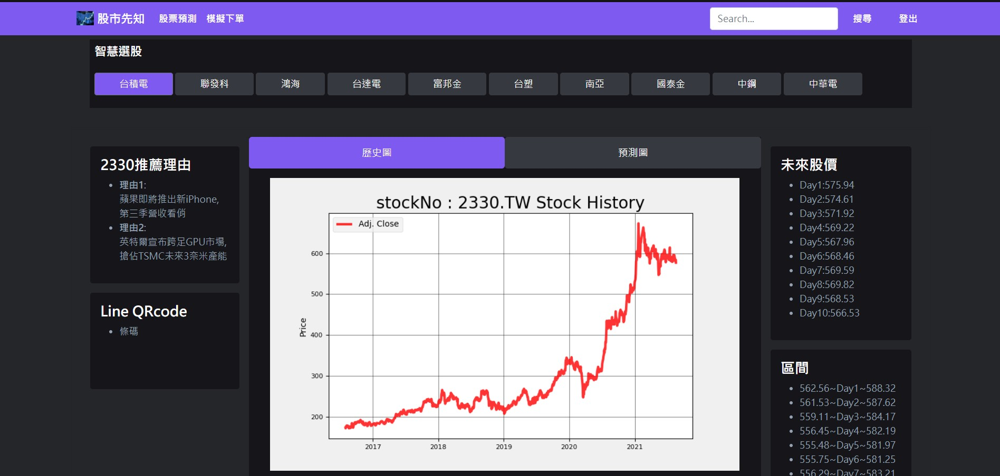 股市先知 股票預測 模擬下單 Search... 搜尋 登出
智慧選股
台積電 聯發科 鴻海 台達電 富邦金 台塑 南亞 國泰金 中鋼 中華電
2330推薦理由
理由1:
蘋果即將推出新iPhone,
第三季營收看俏
理由2:
英特爾宣布跨足GPU市場,
搶佔TSMC未來3奈米產能
Line QRcode
條碼
歷史圖 預測圖
stockNo : 2330.TW Stock History
Adj. Close
Price
600
500
400
300
200
2017 2018 2019 2020 2021
未來股價
Day1:575.94
Day2:574.61
Day3:571.92
Day4:569.22
Day5:567.96
Day6:568.46
Day7:569.59
Day8:569.82
Day9:568.53
Day10:566.53
區間
562.56~Day1~588.32
561.53~Day2~587.62
559.11~Day3~584.17
556.45~Day4~582.19
555.48~Day5~581.97
555.75~Day6~581.25
556.29~Day7~583.21